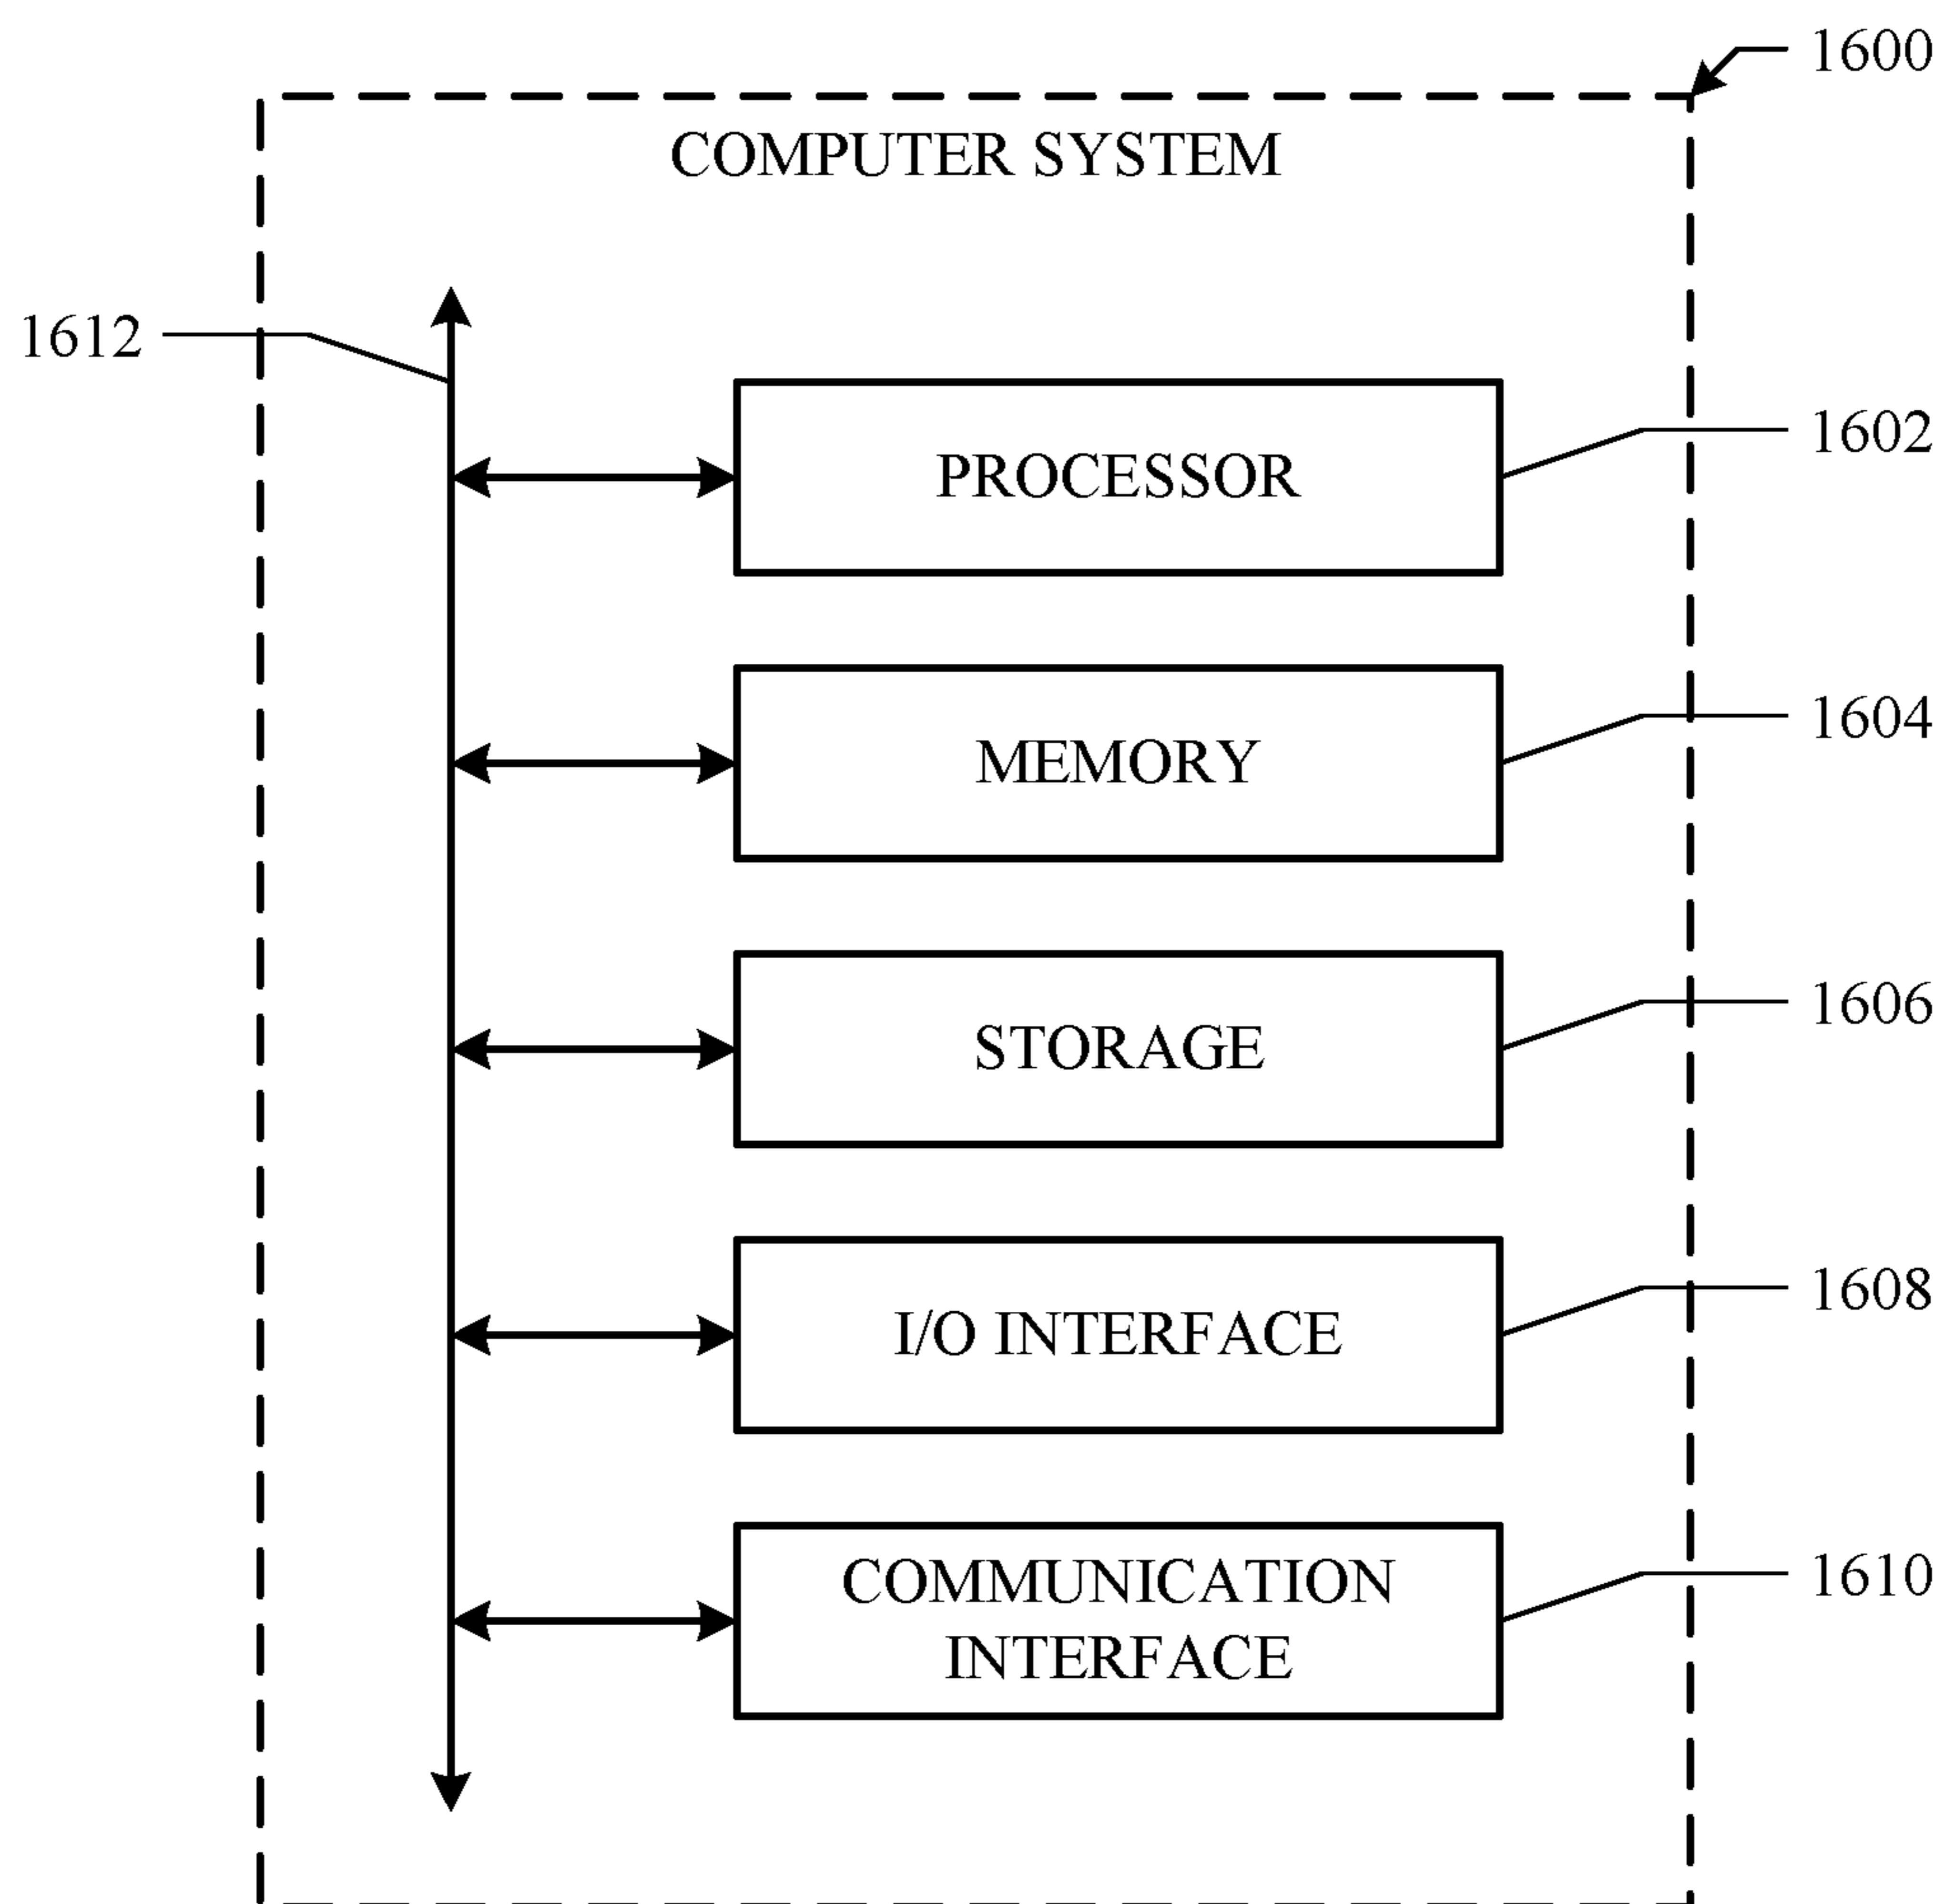 1600
COMPUTER SYSTEM
1612
1602
PROCESSOR
1604
MEMORY
1606
STORAGE
1608
I/O INTERFACE
1610
COMMUNICATION
INTERFACE